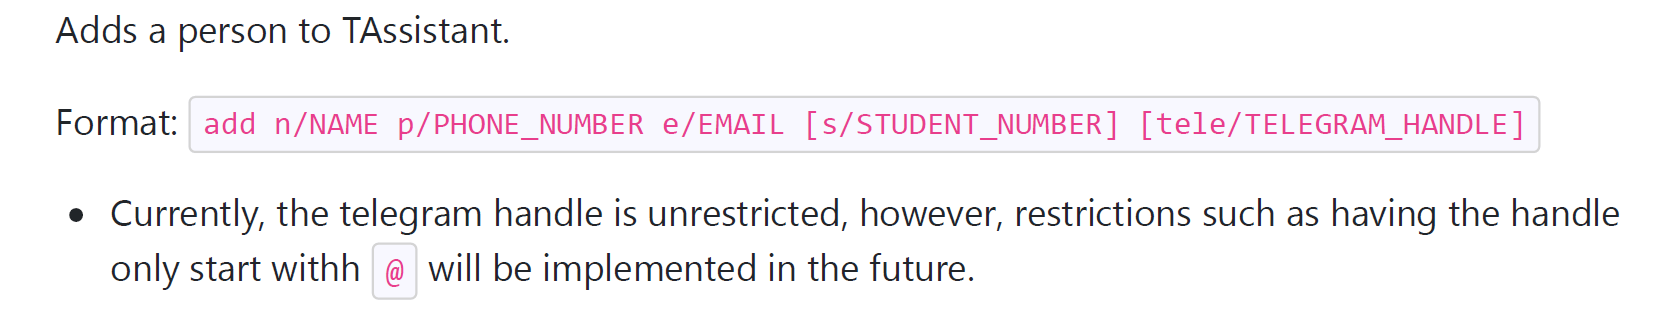 Adds a person to TAssistant.
Format: add n/NAME p/PHONE_NUMBER e/EMAIL [s/STUDENT_NUMBER] [tele/TELEGRAM_HANDLE]
• Currently, the telegram handle is unrestricted, however, restrictions such as having the handle
only start withh @ will be implemented in the future.